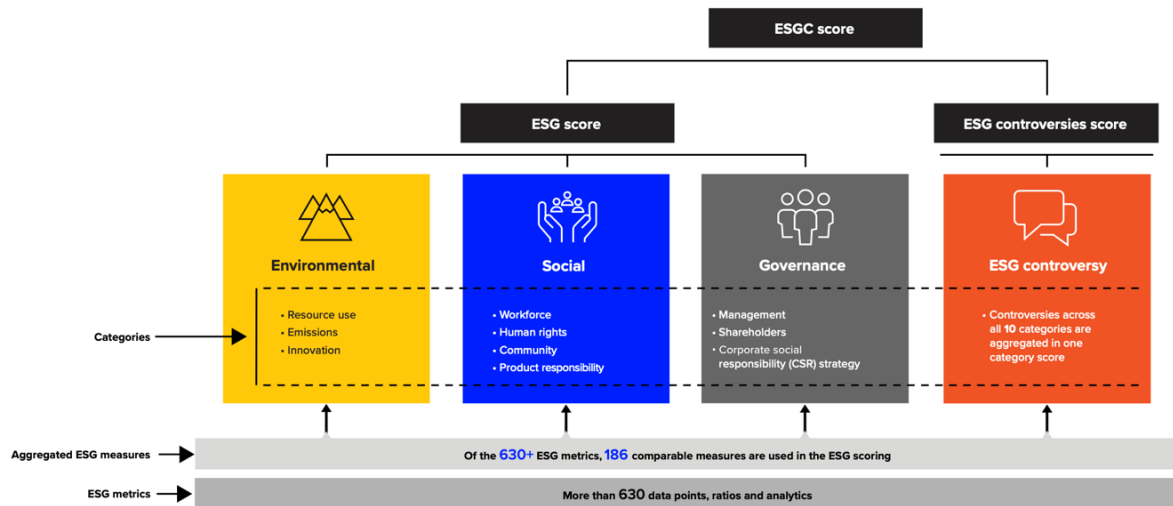 ESGC score
ESG score
ESG controversies score
Environmental
Social
Governance
ESG controversy
Categories
• Resource use
• Emissions
• Innovation
• Workforce
• Human rights
• Community
• Product responsibility
• Management
• Shareholders
• Corporate social
responsibility (CSR) strategy
• Controversies across
all 10 categories are
aggregated in one
category score
Aggregated ESG measures
Of the 630+ ESG metrics, 186 comparable measures are used in the ESG scoring
ESG metrics
More than 630 data points, ratios and analytics